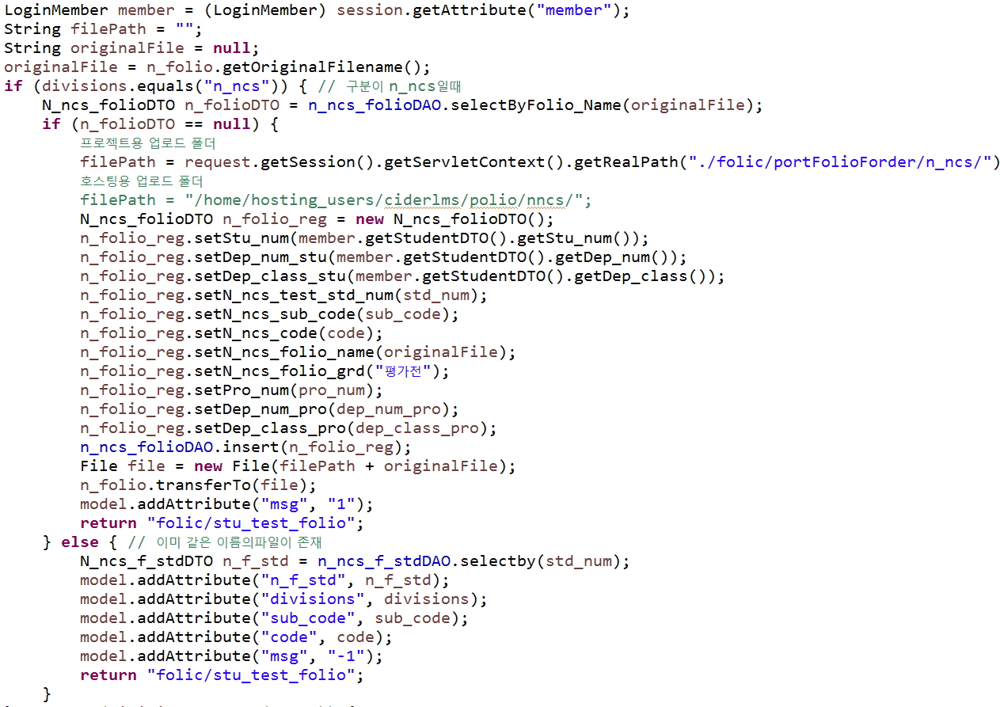 LoginMember member = (LoginMember) session.getAttribute("member");
String filePath = "";
String originalFile = null;
originalFile = n_folio.getOriginalFilename();
if (divisions.equals("n_ncs")) { // 구분이 n_ncs일때
    N_ncs_folioDTO n_folioDTO = n_ncs_folioDAO.selectByFolio_Name(originalFile);
    if (n_folioDTO == null) {
        프로젝트용 업로드 폴더
        filePath = request.getSession().getServletContext().getRealPath("./folic/portFolioForder/n_ncs/")
        호스팅용 업로드 폴더
        filePath = "/home/hosting_users/ciderlms/polio/nncs/";
        N_ncs_folioDTO n_folio_reg = new N_ncs_folioDTO();
        n_folio_reg.setStu_num(member.getStudentDTO().getStu_num());
        n_folio_reg.setDep_num_stu(member.getStudentDTO().getDep_num());
        n_folio_reg.setDep_class_stu(member.getStudentDTO().getDep_class());
        n_folio_reg.setN_ncs_test_std_num(std_num);
        n_folio_reg.setN_ncs_sub_code(sub_code);
        n_folio_reg.setN_ncs_code(code);
        n_folio_reg.setN_ncs_folio_name(originalFile);
        n_folio_reg.setN_ncs_folio_grd("평가전");
        n_folio_reg.setPro_num(pro_num);
        n_folio_reg.setDep_num_pro(dep_num_pro);
        n_folio_reg.setDep_class_pro(dep_class_pro);
        n_ncs_folioDAO.insert(n_folio_reg);
        File file = new File(filePath + originalFile);
        n_folio.transferTo(file);
        model.addAttribute("msg", "1");
        return "folic/stu_test_folio";
    } else { // 이미 같은 이름의파일이 존재
        N_ncs_f_stdDTO n_f_std = n_ncs_f_stdDAO.selectby(std_num);
        model.addAttribute("n_f_std", n_f_std);
        model.addAttribute("divisions", divisions);
        model.addAttribute("sub_code", sub_code);
        model.addAttribute("code", code);
        model.addAttribute("msg", "-1");
        return "folic/stu_test_folio";
    }